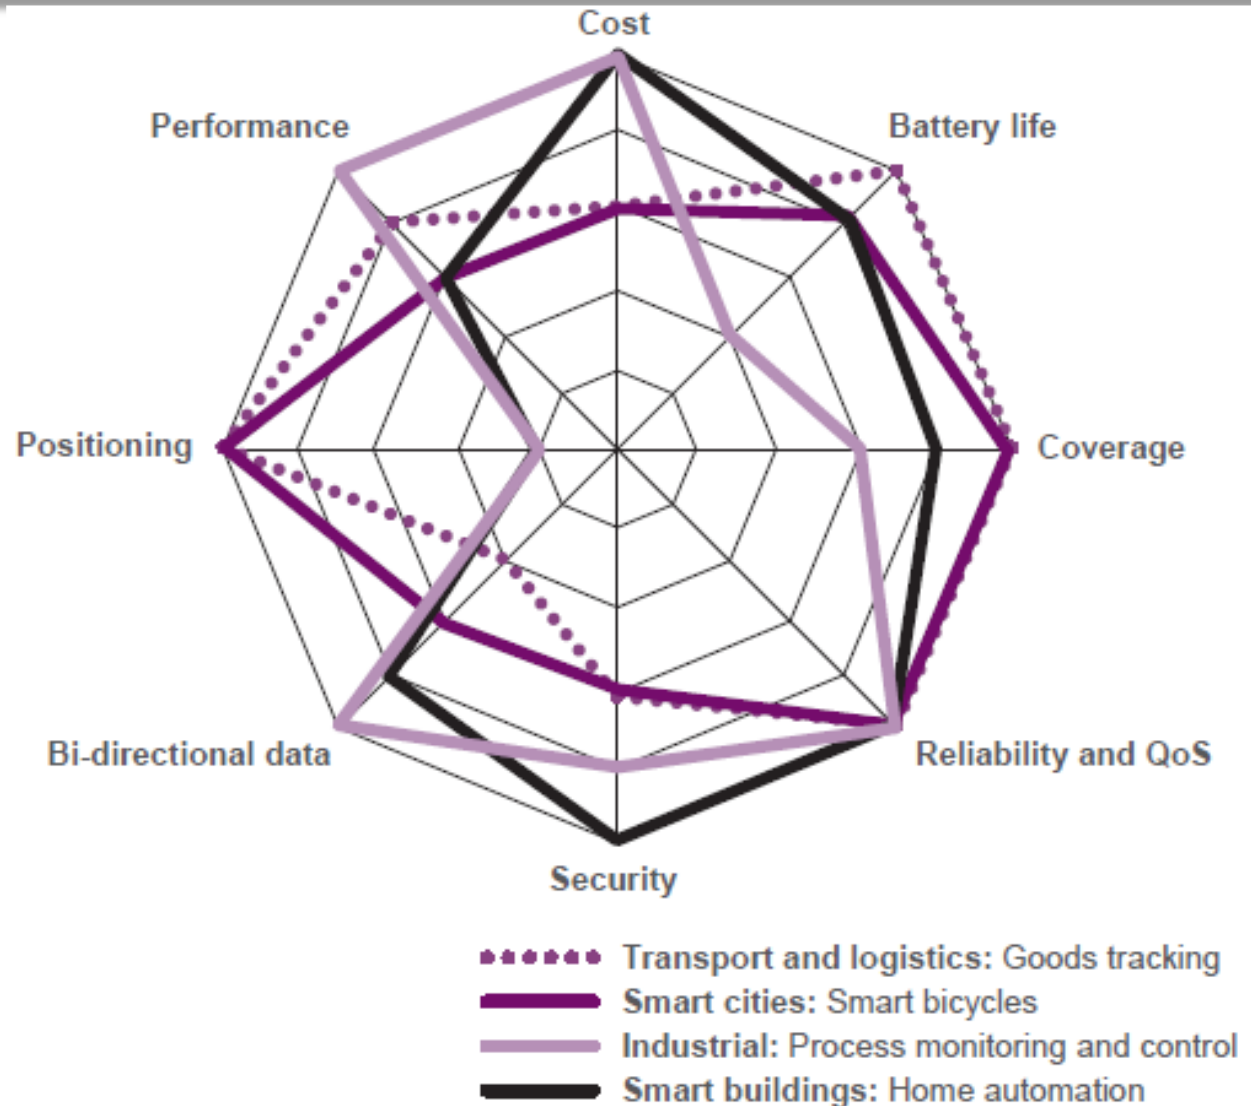 Cost
Performance
Battery life
Positioning
Coverage
Bi-directional data
Reliability and QoS
Security
Transport and logistics: Goods tracking
Smart cities: Smart bicycles
Industrial: Process monitoring and control
Smart buildings: Home automation